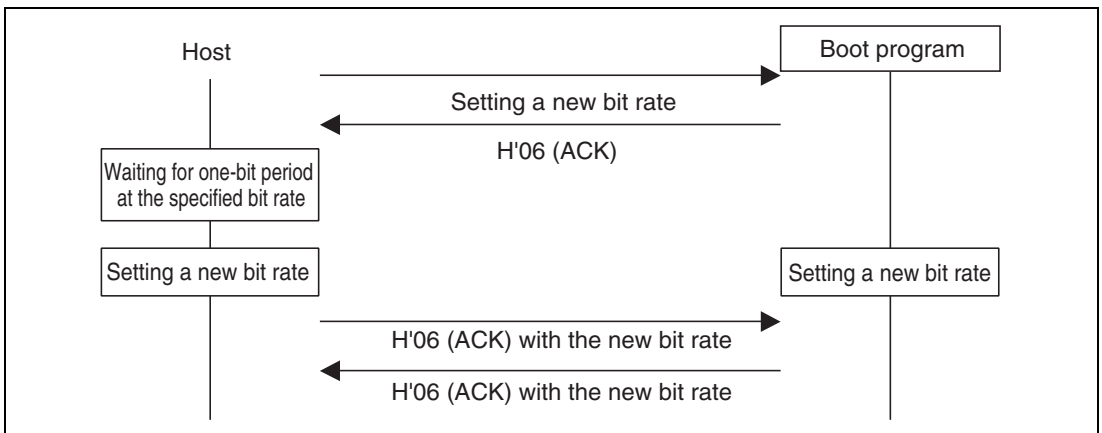 Host
Boot program
Setting a new bit rate
H'06 (ACK)
Waiting for one-bit period
at the specified bit rate
Setting a new bit rate
Setting a new bit rate
H'06 (ACK) with the new bit rate
H'06 (ACK) with the new bit rate